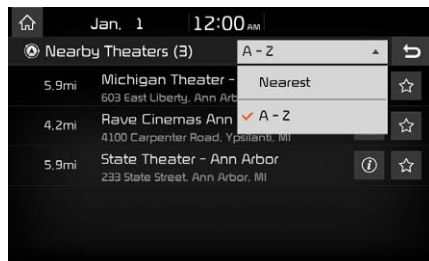 Jan. 1 12:00 AM
Nearby Theaters (3) A - Z
Nearest
A - Z
5.9mi Michigan Theater -
603 East Liberty, Ann Arb
4.2mi Rave Cinemas Ann
4100 Carpenter Road, Ypsilanti, MI
5.9mi State Theater - Ann Arbor
233 State Street, Ann Arbor, MI